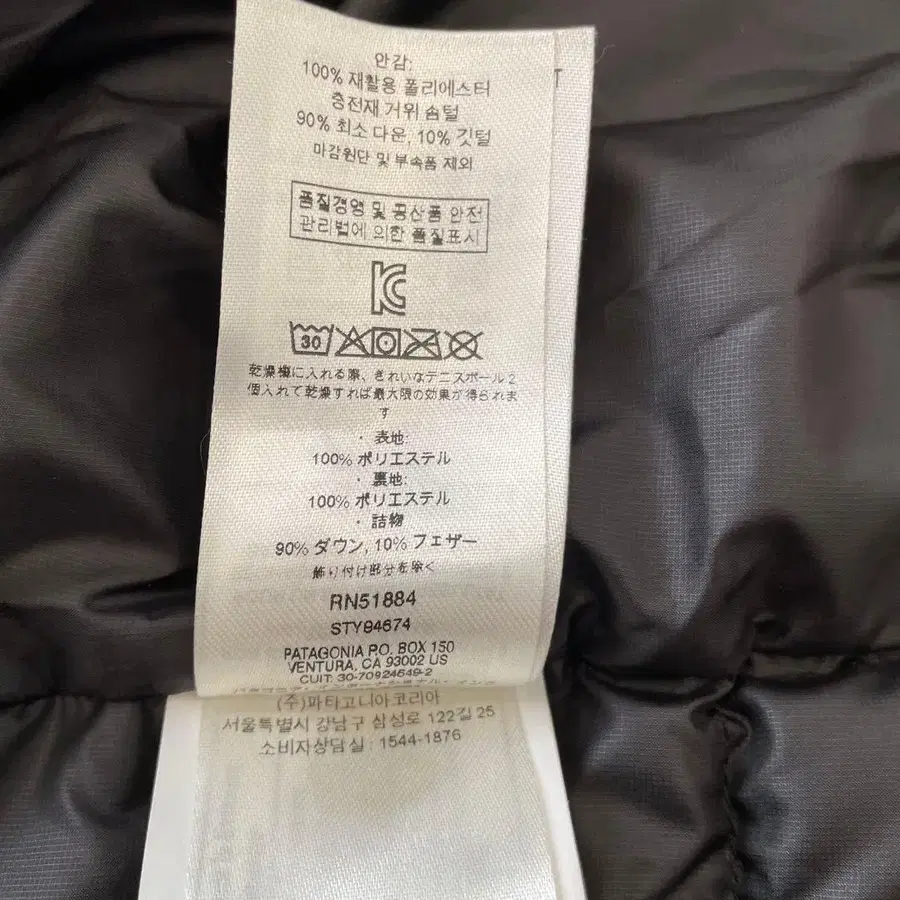 안감:
100% 재활용 폴리에스터
충전재 거위 솜털
90% 최소 다운, 10% 깃털
마감원단 및 부속품 제외
품질경영 및 공산품 안전
관리법에 의한 품질표시
30
乾燥機に入れる際、きれいなテニスボール2
個入れて乾燥すれば最大限の効果が得られま
す
・ 表地:
100% ポリエステル
・ 裏地:
100% ポリエステル
・ 詰物
90% ダウン, 10% フェザー
飾り付け部分を除く
RN51884
STY84674
PATAGONIA P.O. BOX 150
VENTURA, CA 93002 US
CUIT: 30-70924649-2
(주)파타고니아코리아
서울특별시 강남구 삼성로 122길 25
소비자상담실 : 1544-1876